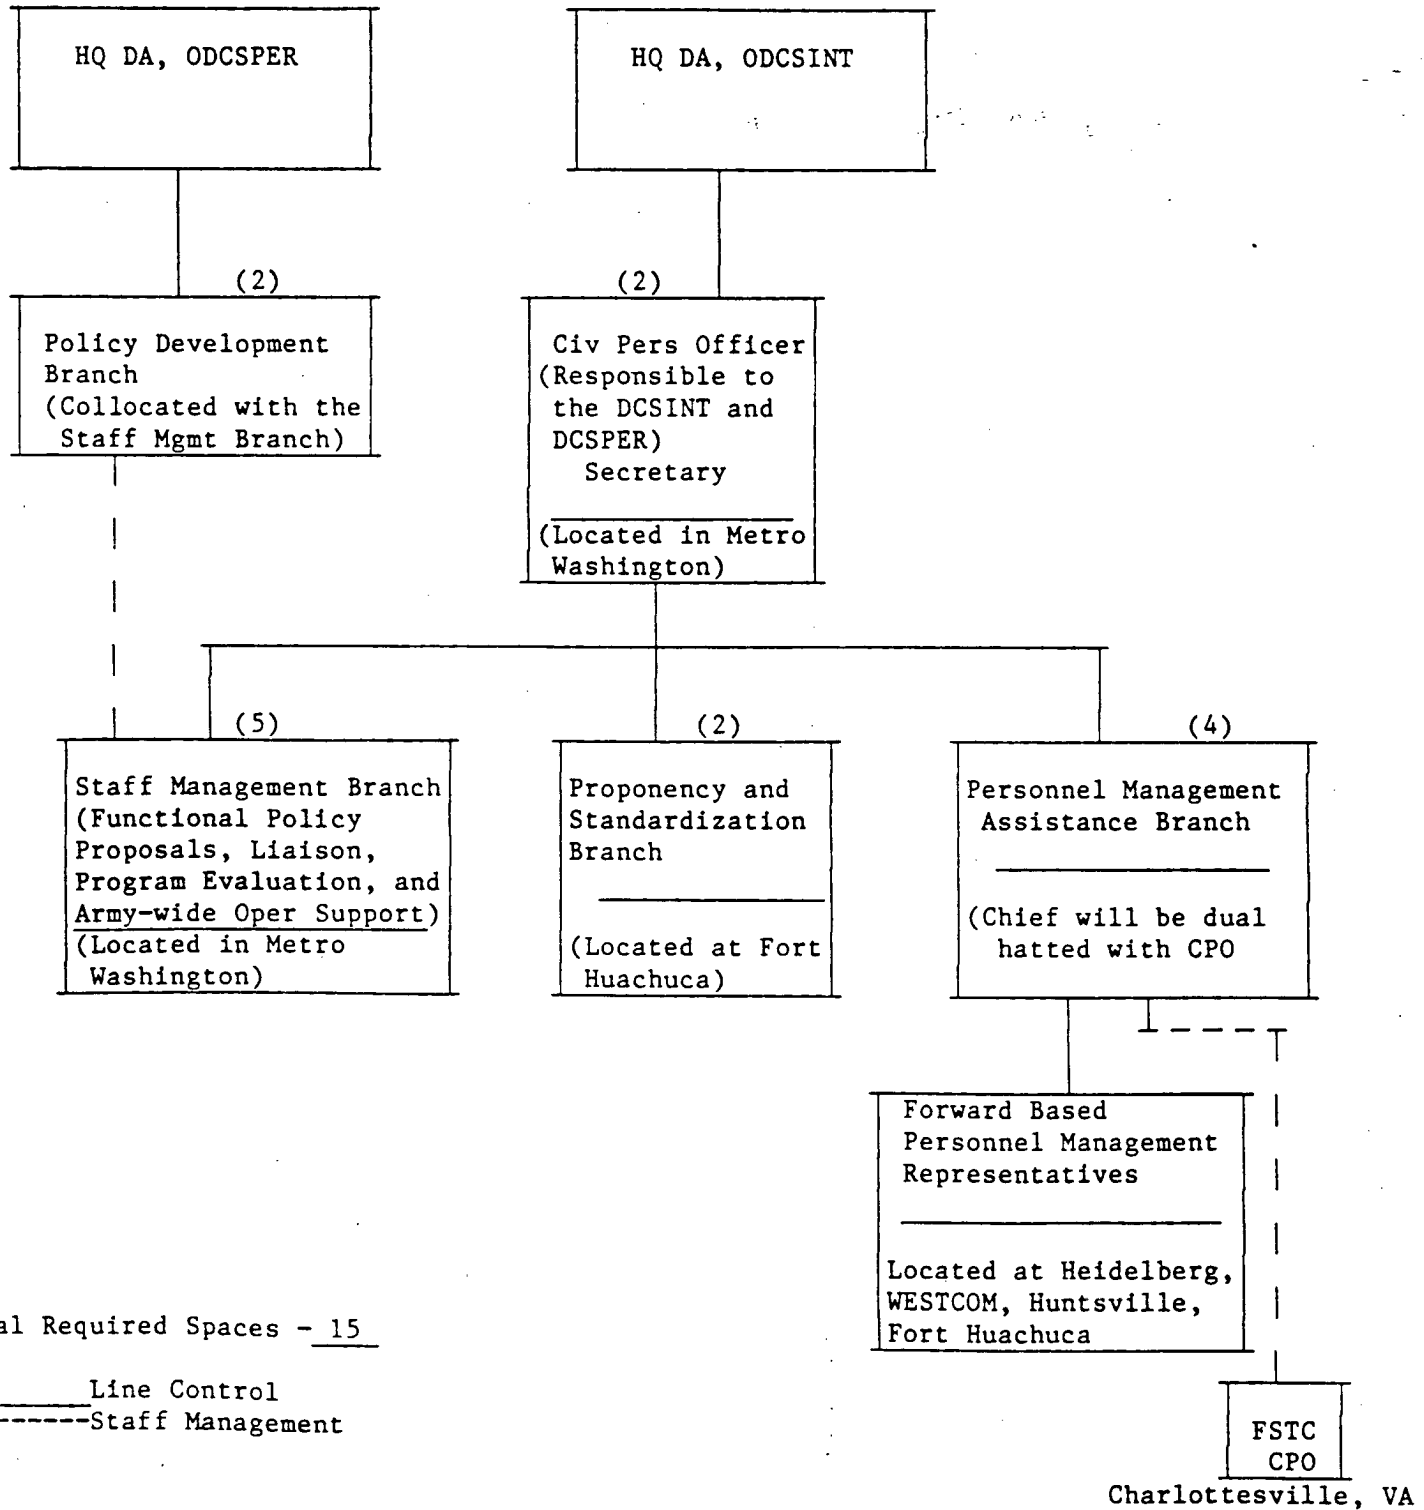 HQ DA, ODCSPER
HQ DA, ODCSINT
(2)
Policy Development
Branch
(Collocated with the
Staff Mgmt Branch)
(2)
Civ Pers Officer
(Responsible to
the DCSINT and
DCSPER)
Secretary
(Located in Metro
Washington)
(5)
Staff Management Branch
(Functional Policy
Proposals, Liaison,
Program Evaluation, and
Army-wide Oper Support)
(Located in Metro
Washington)
(2)
Proponency and
Standardization
Branch
(Located at Fort
Huachuca)
(4)
Personnel Management
Assistance Branch
(Chief will be dual
hatted with CPO
Forward Based
Personnel Management
Representatives
Located at Heidelberg,
WESTCOM, Huntsville,
Fort Huachuca
al Required Spaces - 15
Line Control
------Staff Management
FSTC
CPO
Charlottesville, VA